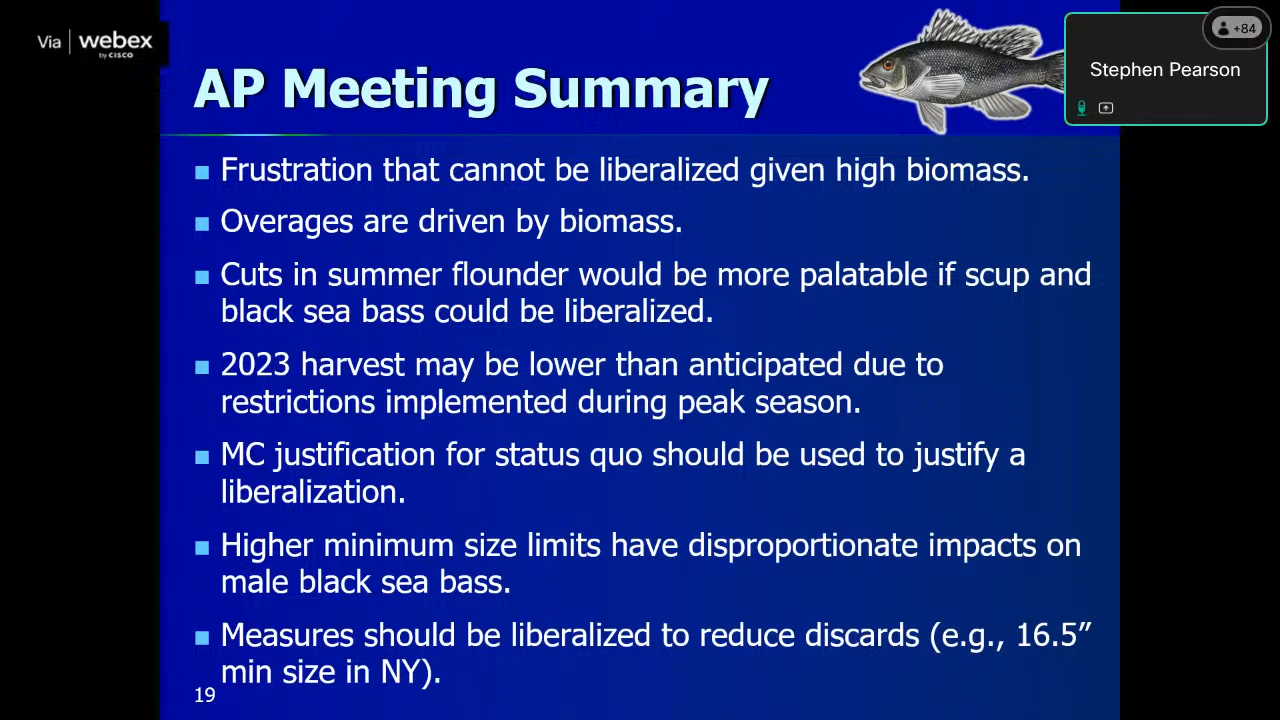 Via webex
by CISCO
+84
Stephen Pearson
AP Meeting Summary
Frustration that cannot be liberalized given high biomass.
Overages are driven by biomass.
Cuts in summer flounder would be more palatable if scup and
black sea bass could be liberalized.
2023 harvest may be lower than anticipated due to
restrictions implemented during peak season.
MC justification for status quo should be used to justify a
liberalization.
Higher minimum size limits have disproportionate impacts on
male black sea bass.
Measures should be liberalized to reduce discards (e.g., 16.5”
min size in NY).
19